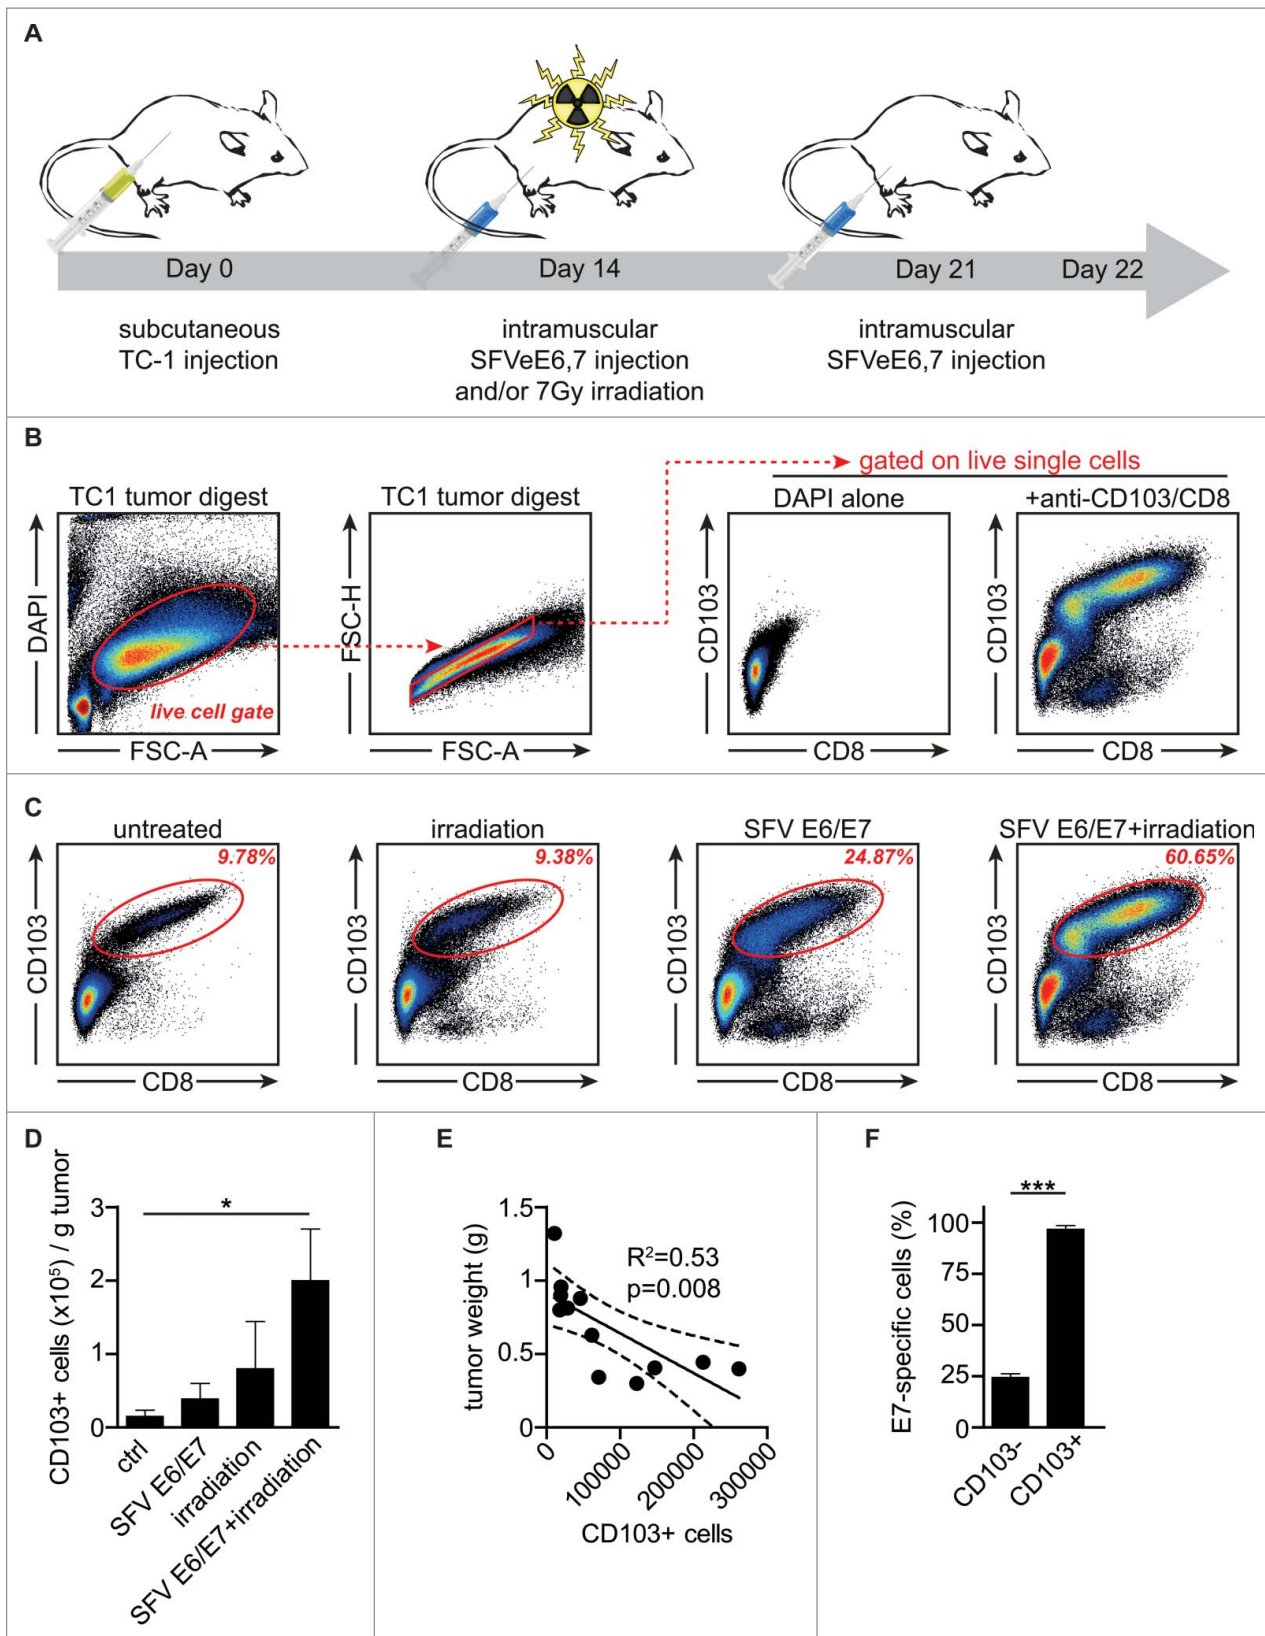 A
Day 0
Day 14
Day 21
Day 22
subcutaneous
TC-1 injection
intramuscular
SFVeE6,7 injection
and/or 7Gy irradiation
intramuscular
SFVeE6,7 injection
B
gated on live single cells
TC1 tumor digest
TC1 tumor digest
DAPI alone
+anti-CD103/CD8
DAPI
live cell gate
FSC-A
FSC-H
FSC-A
CD103
CD8
CD103
CD8
C
untreated
irradiation
SFV E6/E7
SFV E6/E7+irradiation
9.78%
9.38%
24.87%
60.65%
CD103
CD103
CD103
CD103
CD8
CD8
CD8
CD8
D
CD103+ cells (x10⁵) / g tumor
3
2
1
0
*
ctrl
SFV E6/E7
irradiation
SFV E6/E7+irradiation
E
tumor weight (g)
1.5
1
0.5
0
R²=0.53
p=0.008
0
100000
200000
300000
CD103+ cells
F
E7-specific cells (%)
100
75
50
25
0
***
CD103-
CD103+